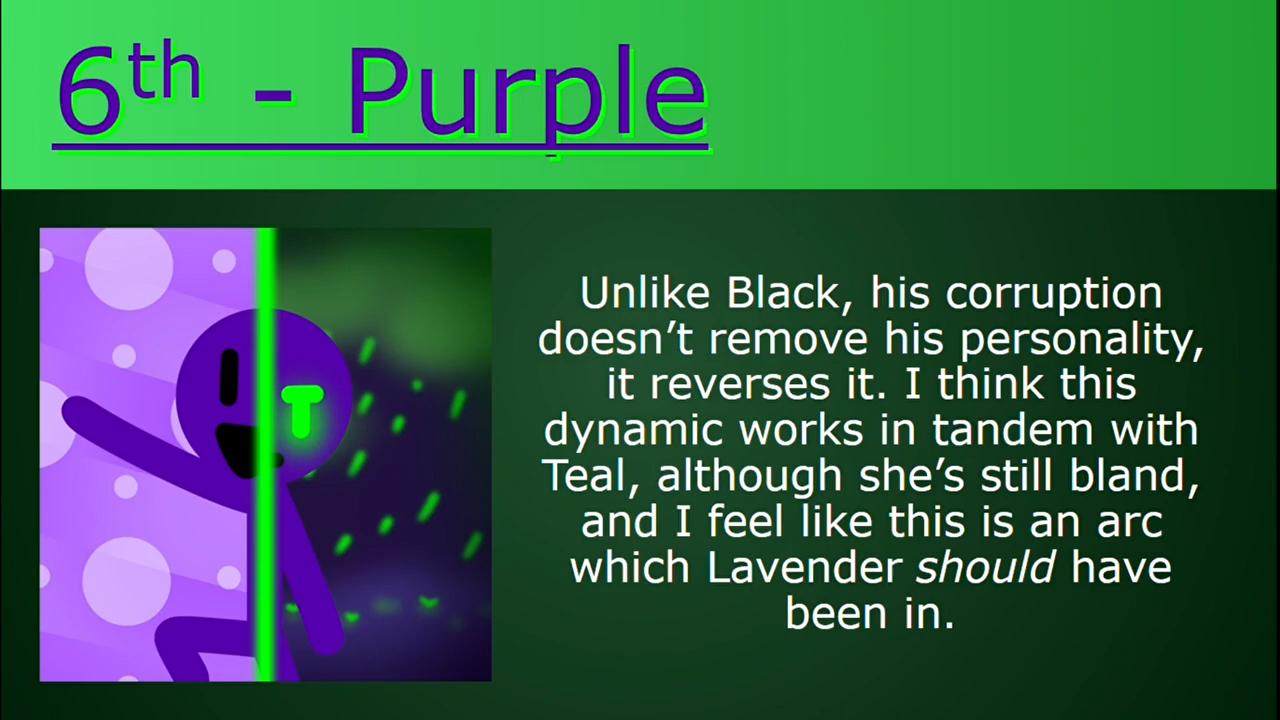 6th - Purple
Unlike Black, his corruption
doesn’t remove his personality,
it reverses it. I think this
dynamic works in tandem with
Teal, although she’s still bland,
and I feel like this is an arc
which Lavender should have
been in.